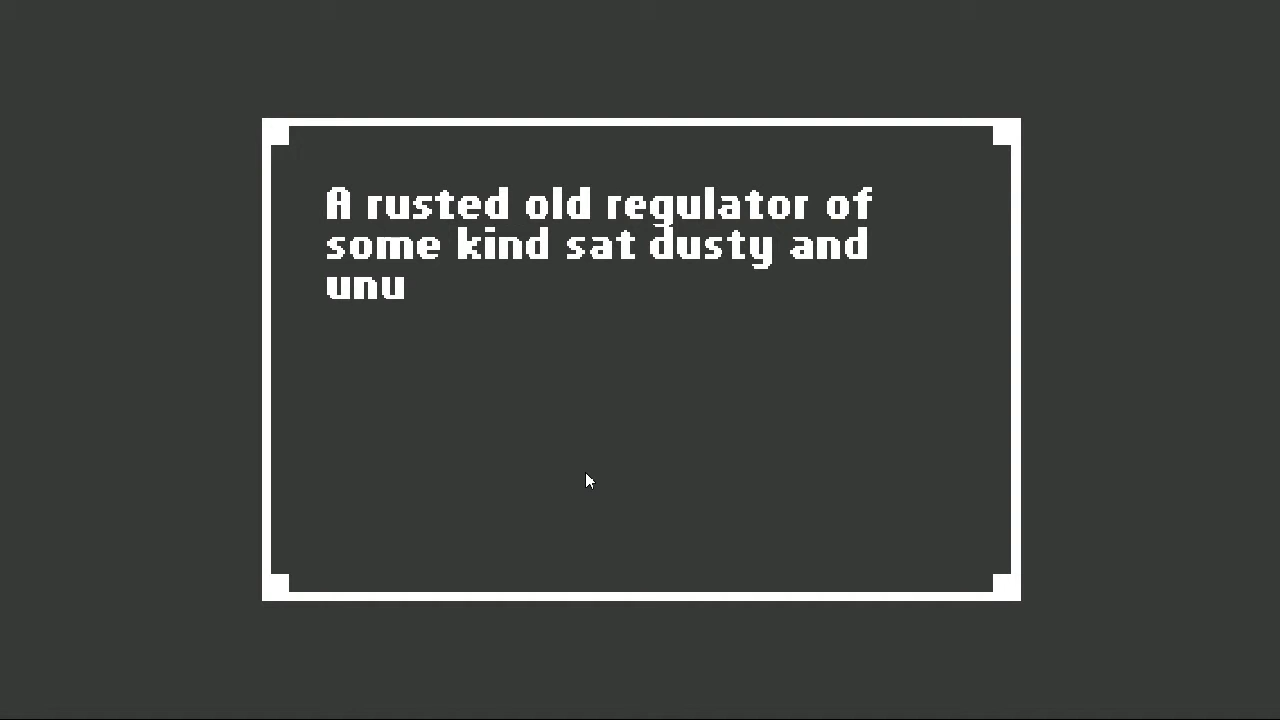 A rusted old regulator of
some kind sat dusty and
unu